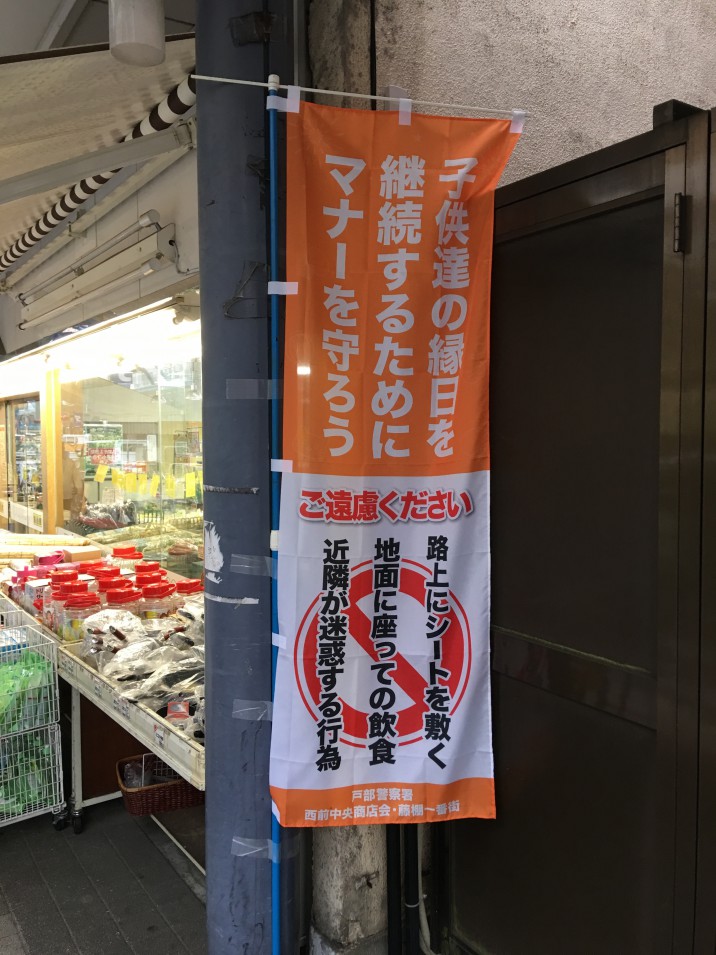 子供達の縁日を
継続するために
マナーを守ろう
ご遠慮ください
路上にシートを敷く
地面に座っての飲食
近隣が迷惑する行為
戸部警察署
西前中央商店会・藤棚一番街